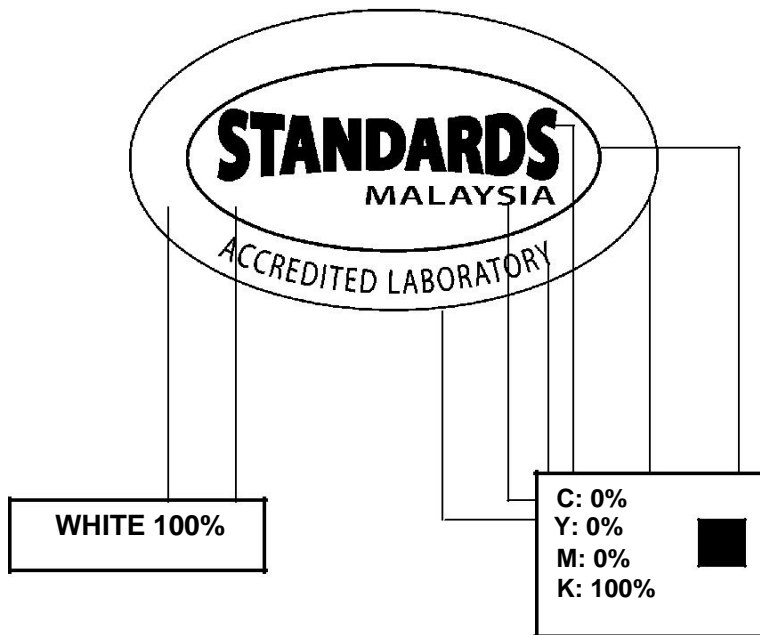 STANDARDS
MALAYSIA
ACCREDITED LABORATORY
WHITE 100%
C: 0%
Y: 0%
M: 0%
K: 100%